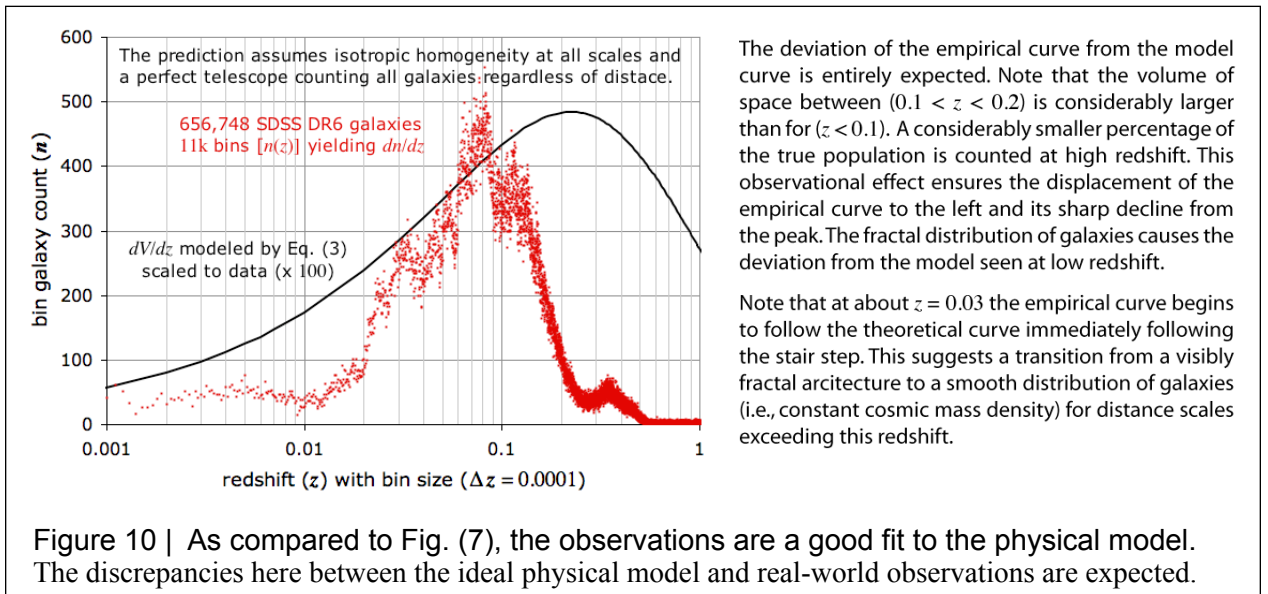 600
500
400
300
200
100
0
bin galaxy count (n)
The prediction assumes isotropic homogeneity at all scales and
a perfect telescope counting all galaxies regardless of distace.
656,748 SDSS DR6 galaxies
11k bins [n(z)] yielding dn/dz
dV/dz modeled by Eq. (3)
scaled to data (x 100)
0.001 0.01 0.1 1
redshift (z) with bin size (Δz = 0.0001)
The deviation of the empirical curve from the model
curve is entirely expected. Note that the volume of
space between (0.1 < z < 0.2) is considerably larger
than for (z < 0.1). A considerably smaller percentage of
the true population is counted at high redshift. This
observational effect ensures the displacement of the
empirical curve to the left and its sharp decline from
the peak. The fractal distribution of galaxies causes the
deviation from the model seen at low redshift.
Note that at about z = 0.03 the empirical curve begins
to follow the theoretical curve immediately following
the stair step. This suggests a transition from a visibly
fractal arcitecture to a smooth distribution of galaxies
(i.e., constant cosmic mass density) for distance scales
exceeding this redshift.
Figure 10 | As compared to Fig. (7), the observations are a good fit to the physical model.
The discrepancies here between the ideal physical model and real-world observations are expected.